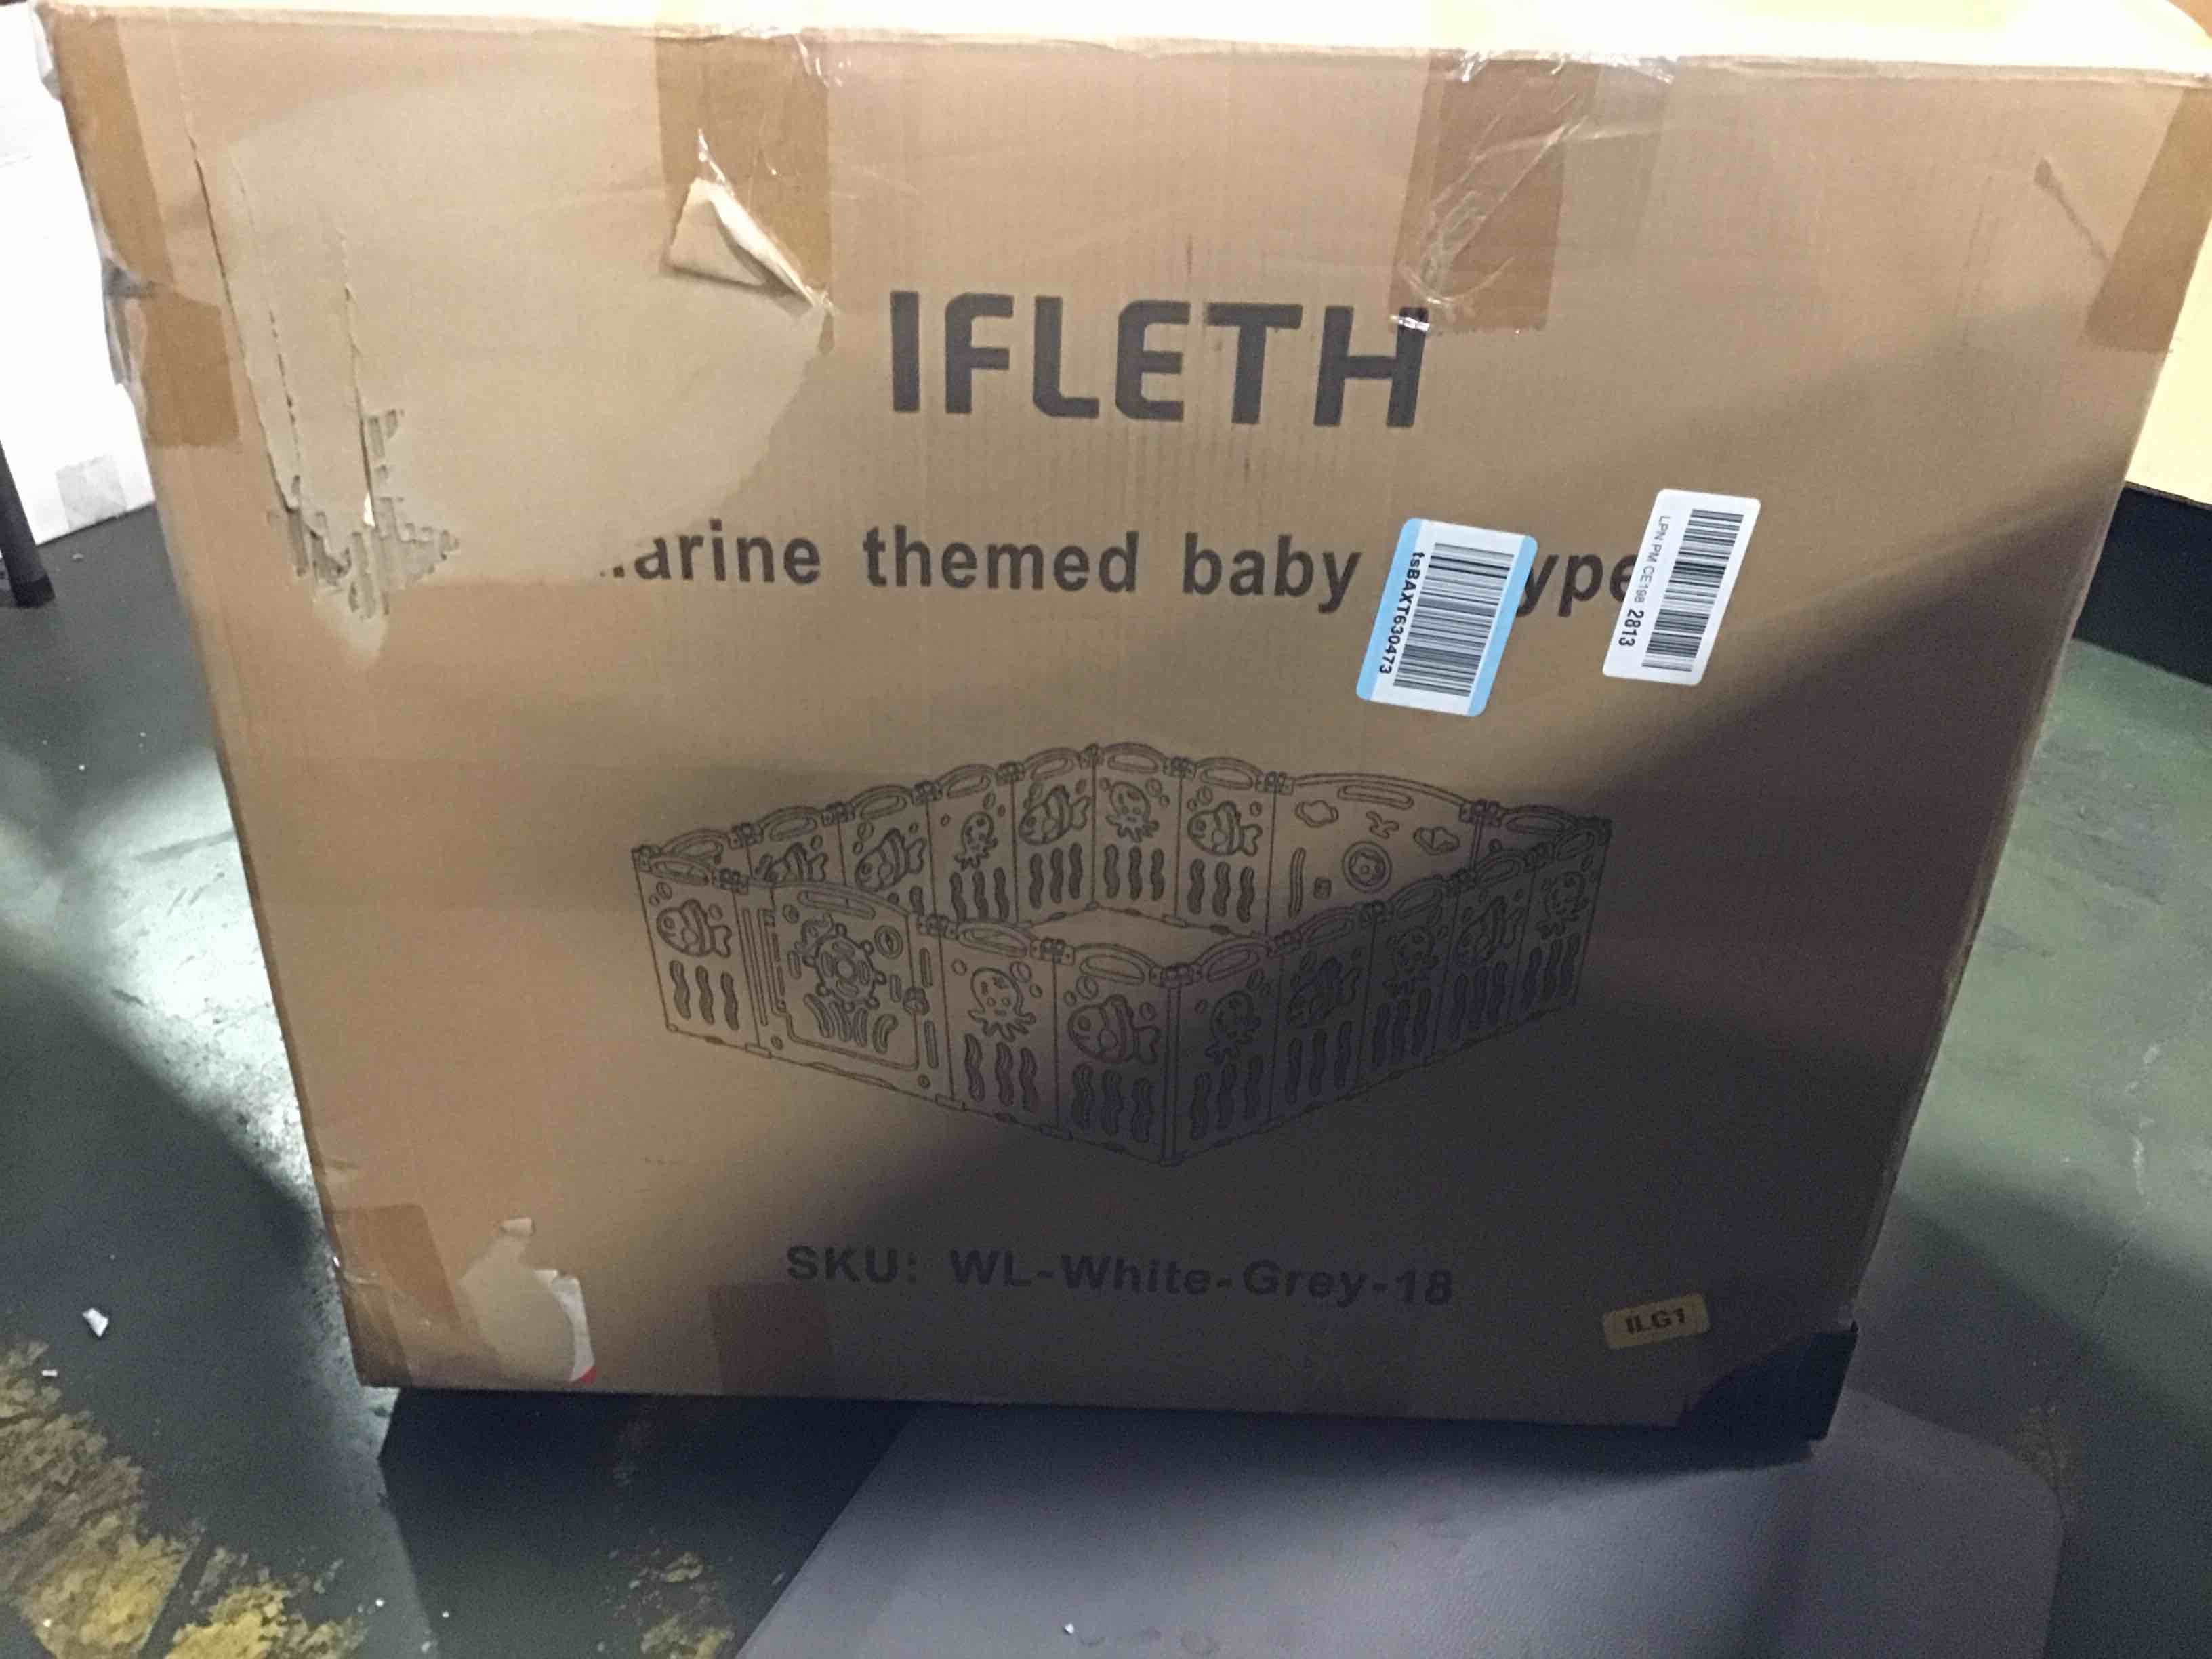 IFLETH
arine themed baby ype
tsBAXT630473
LPN PM CE198 2813
SKU: WL-White-Grey-18
ILG1